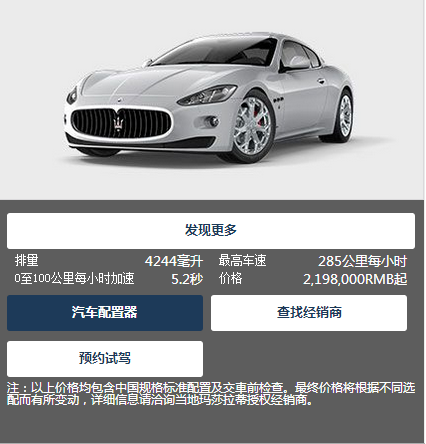 发现更多
排量 4244毫升 最高车速 285公里每小时
0至100公里每小时加速 5.2秒 价格 2,198,000RMB起
汽车配置器 查找经销商
预约试驾
注：以上价格均包含中国规格标准配置及交車前检查。最终价格将根据不同选
配而有所变动，详细信息请洽询当地玛莎拉蒂授权经销商。